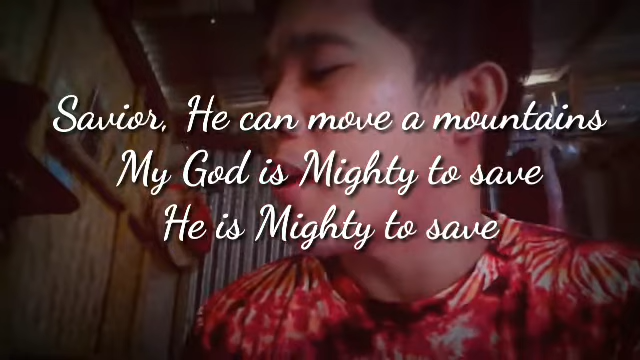 Savior, He can move a mountains
My God is Mighty to save
He is Mighty to save